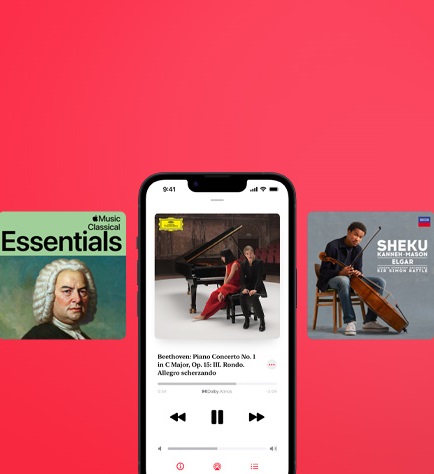 Music
Classical
Essentials
9:41
Beethoven: Piano Concerto No. 1
in C Major, Op. 15: III. Rondo.
Allegro scherzando
Dolby Atmos
SHEKU
KANNEH-MASON
ELGAR
SIR SIMON RATTLE
DECCA